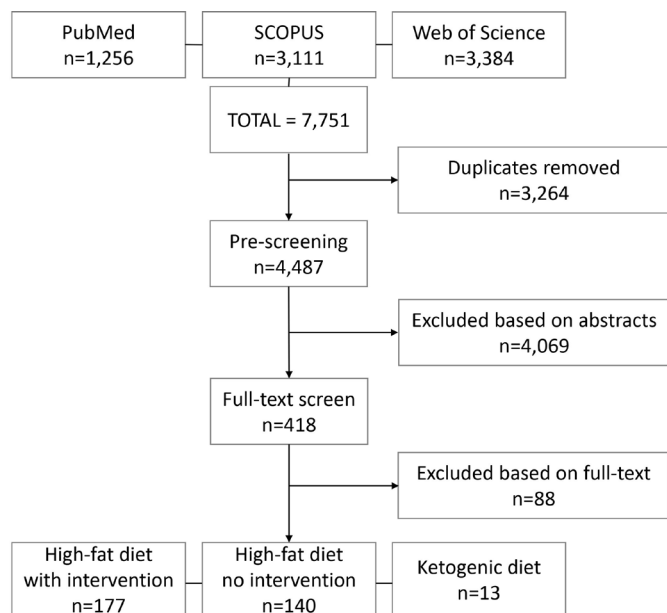 PubMed
n=1,256
SCOPUS
n=3,111
Web of Science
n=3,384
TOTAL = 7,751
Duplicates removed
n=3,264
Pre-screening
n=4,487
Excluded based on abstracts
n=4,069
Full-text screen
n=418
Excluded based on full-text
n=88
High-fat diet
with intervention
n=177
High-fat diet
no intervention
n=140
Ketogenic diet
n=13